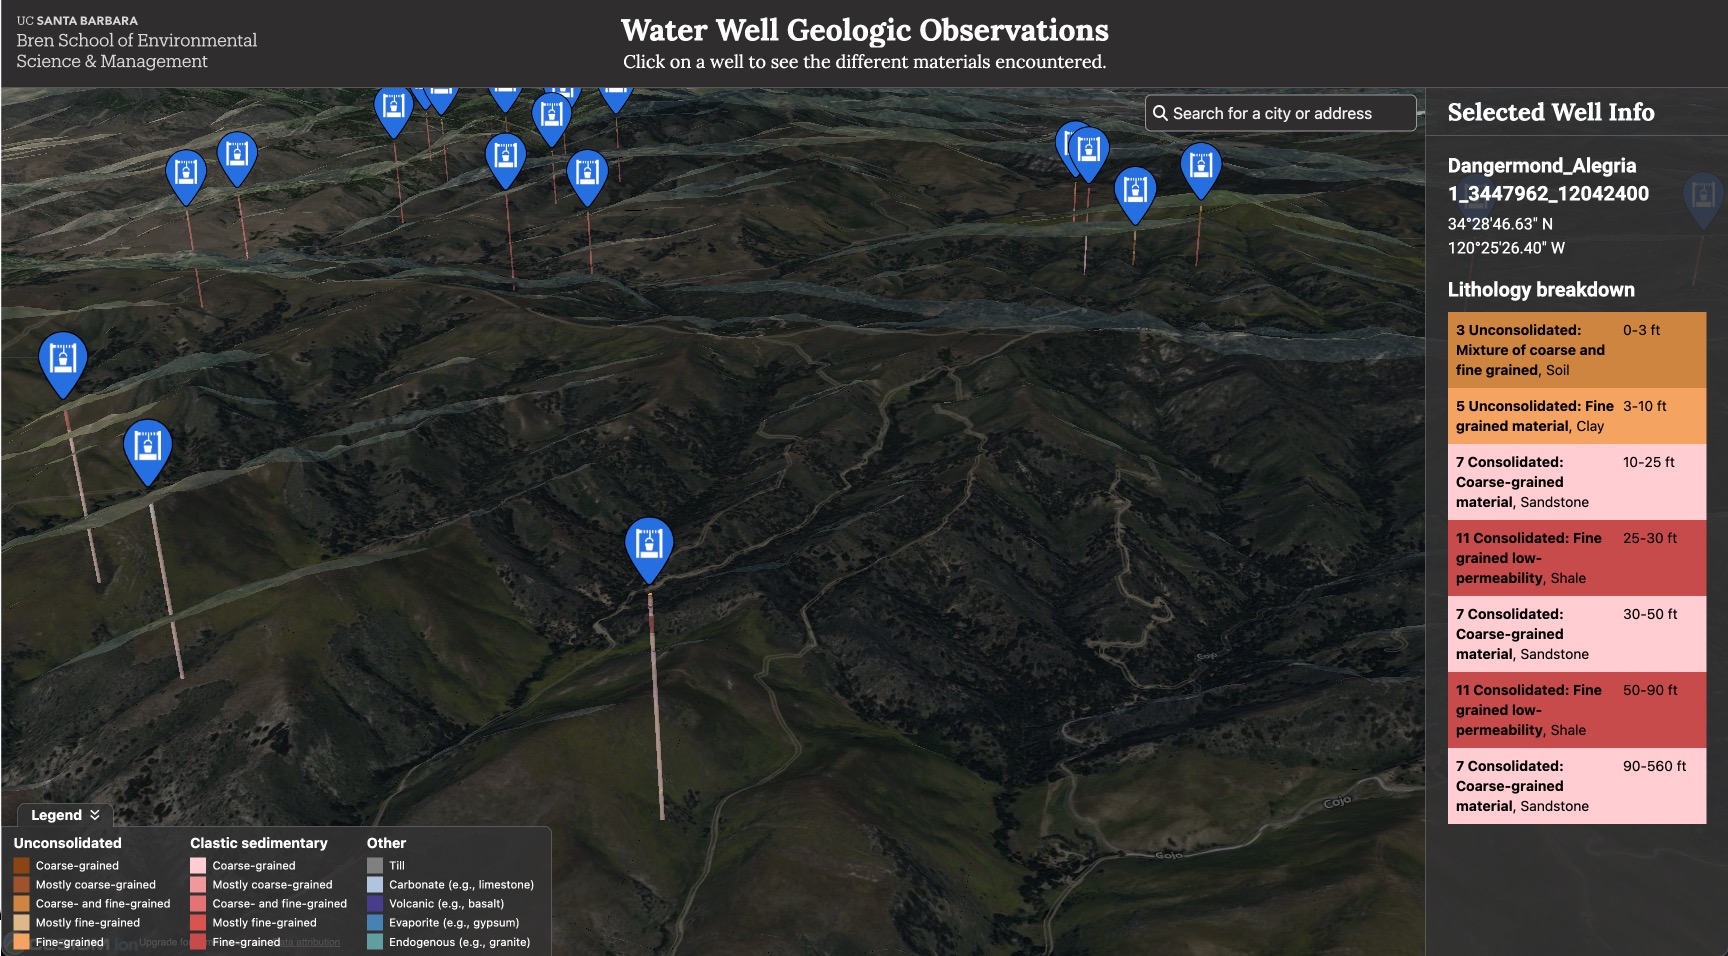 UC SANTA BARBARA
Bren School of Environmental
Science & Management
Water Well Geologic Observations
Click on a well to see the different materials encountered.
Search for a city or address
Selected Well Info
Dangermond_Alegria
1_3447962_12042400
34°28'46.63" N
120°25'26.40" W
Lithology breakdown
3 Unconsolidated: 0-3 ft
Mixture of coarse and
fine grained, Soil
5 Unconsolidated: Fine 3-10 ft
grained material, Clay
7 Consolidated: 10-25 ft
Coarse-grained
material, Sandstone
11 Consolidated: Fine 25-30 ft
grained low-
permeability, Shale
7 Consolidated: 30-50 ft
Coarse-grained
material, Sandstone
11 Consolidated: Fine 50-90 ft
grained low-
permeability, Shale
7 Consolidated: 90-560 ft
Coarse-grained
material, Sandstone
Cojo
Cojo
Cojo
Legend
Unconsolidated
Coarse-grained
Mostly coarse-grained
Coarse- and fine-grained
Mostly fine-grained
Fine-grained
Clastic sedimentary
Coarse-grained
Mostly coarse-grained
Coarse- and fine-grained
Mostly fine-grained
Fine-grained
Other
Till
Carbonate (e.g., limestone)
Volcanic (e.g., basalt)
Evaporite (e.g., gypsum)
Endogenous (e.g., granite)
ion
Upgrade for
attribution